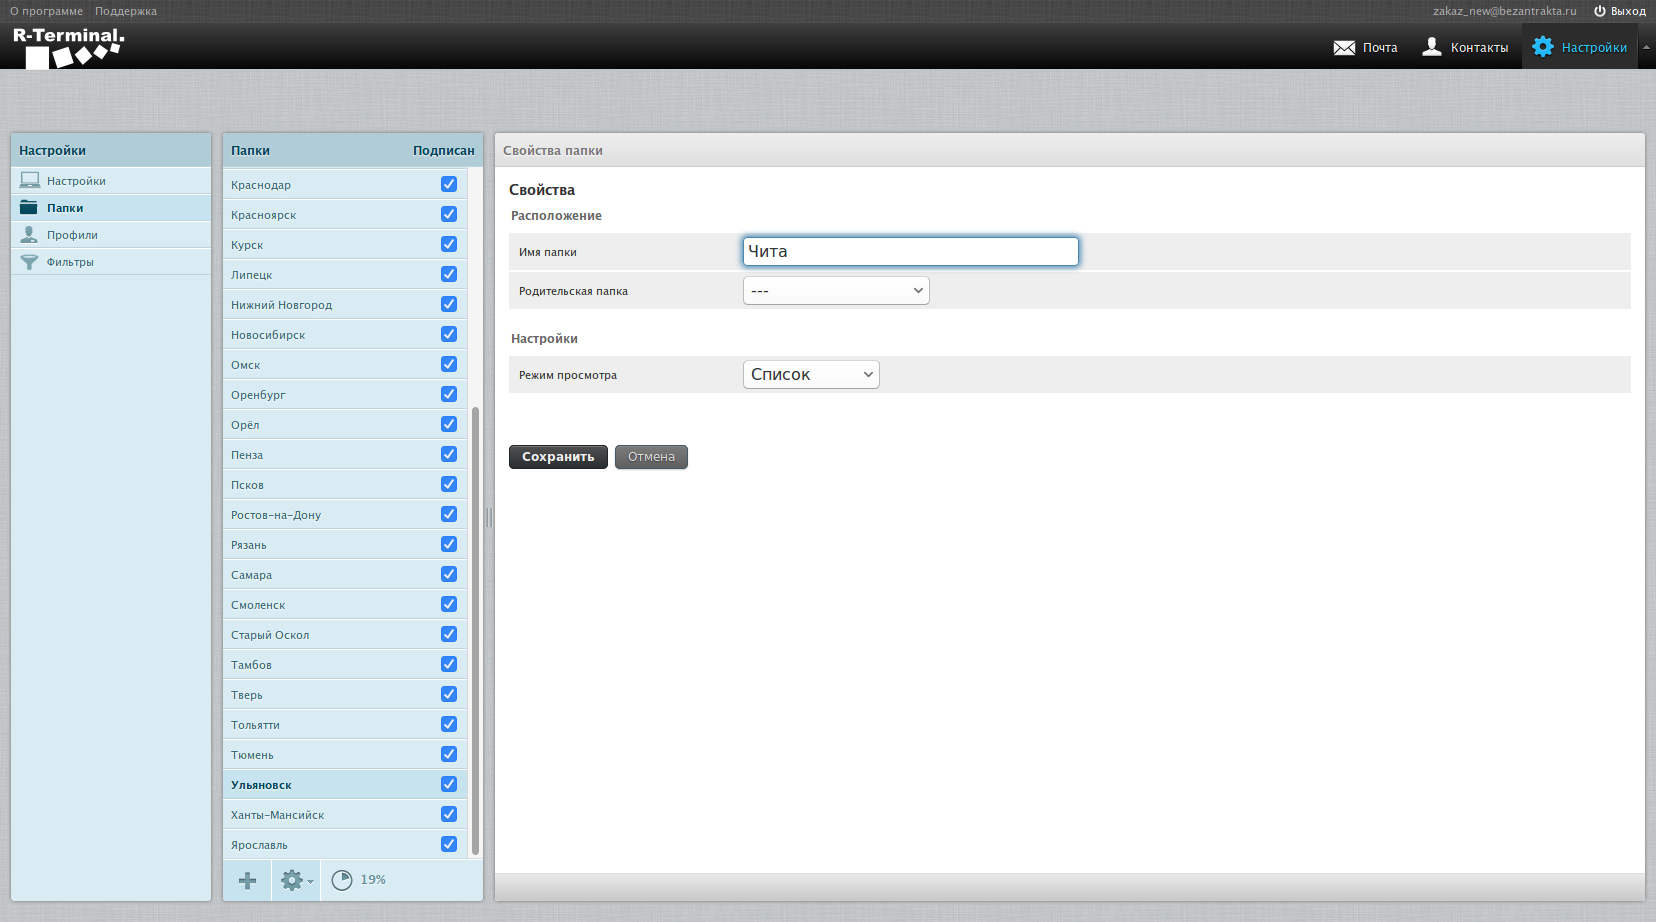 О программе Поддержка
zakaz_new@bezantrakta.ru Выход
R-Terminal.
Почта Контакты Настройки
Настройки
Настройки
Папки
Профили
Фильтры
Папки Подписан
Краснодар
Красноярск
Курск
Липецк
Нижний Новгород
Новосибирск
Омск
Оренбург
Орёл
Пенза
Псков
Ростов-на-Дону
Рязань
Самара
Смоленск
Старый Оскол
Тамбов
Тверь
Тольятти
Тюмень
Ульяновск
Ханты-Мансийск
Ярославль
19%
Свойства папки
Свойства
Расположение
Имя папки Чита
Родительская папка ---
Настройки
Режим просмотра Список
Сохранить Отмена